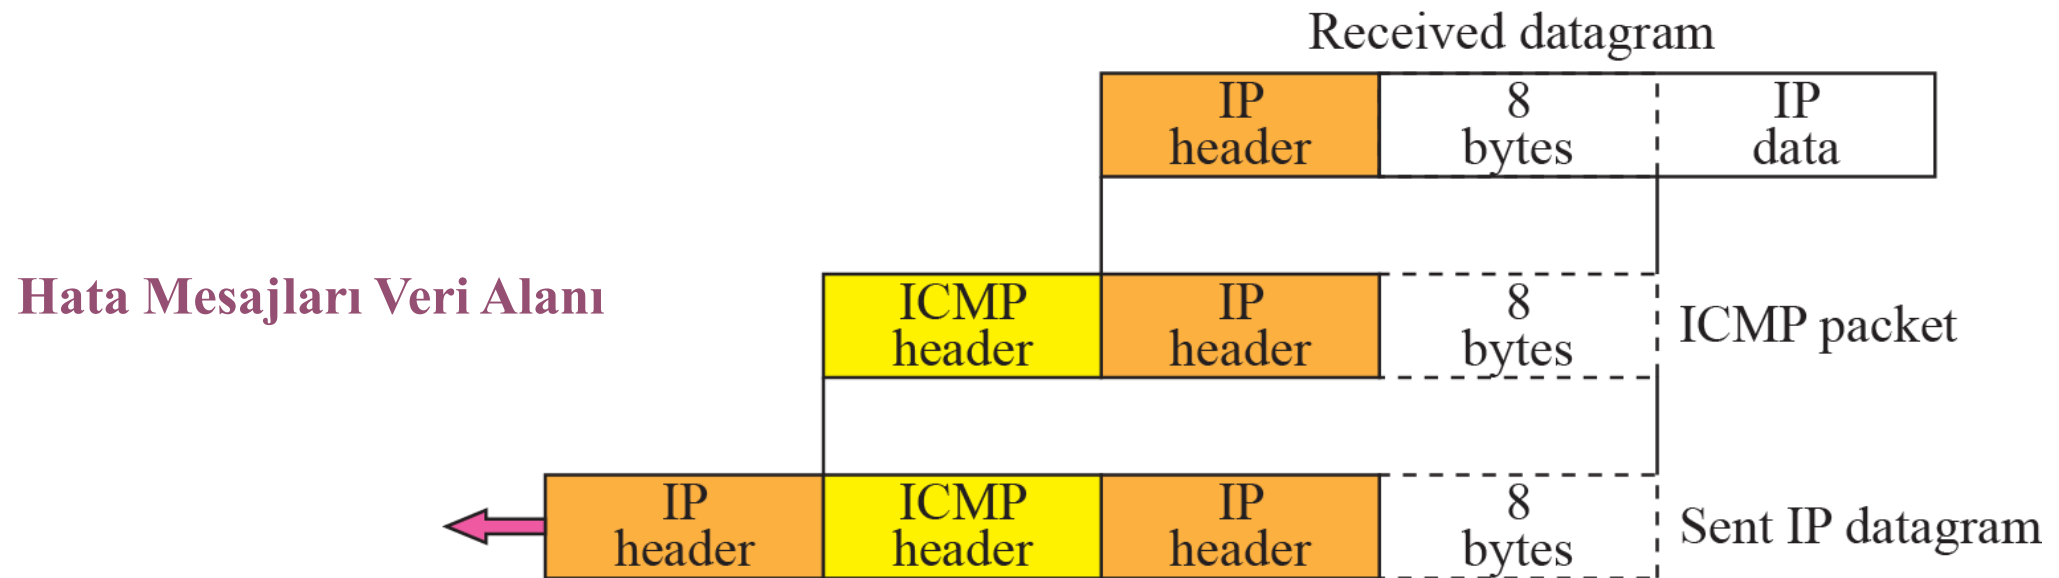 Received datagram
IP
header
8
bytes
IP
data
Hata Mesajları Veri Alanı
ICMP
header
IP
header
8
bytes
ICMP packet
IP
header
ICMP
header
IP
header
8
bytes
Sent IP datagram